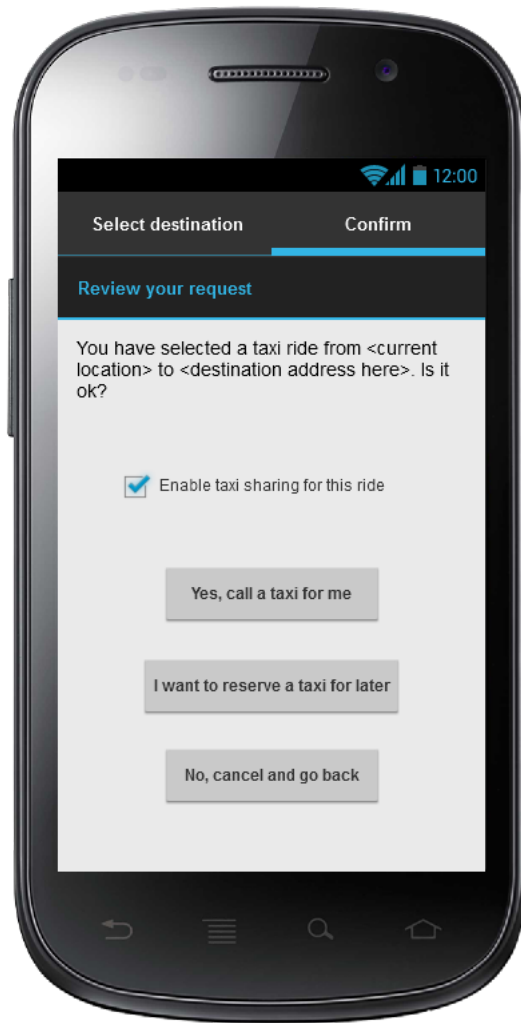 12:00
Select destination
Confirm
Review your request
You have selected a taxi ride from <current
location> to <destination address here>. Is it
ok?
Enable taxi sharing for this ride
Yes, call a taxi for me
I want to reserve a taxi for later
No, cancel and go back